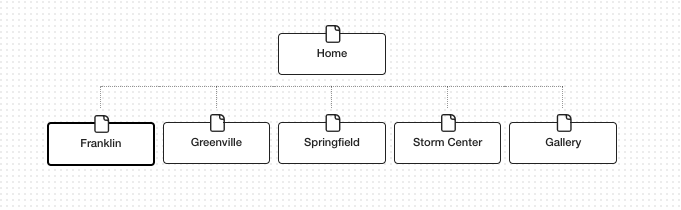 Home
Franklin
Greenville
Springfield
Storm Center
Gallery